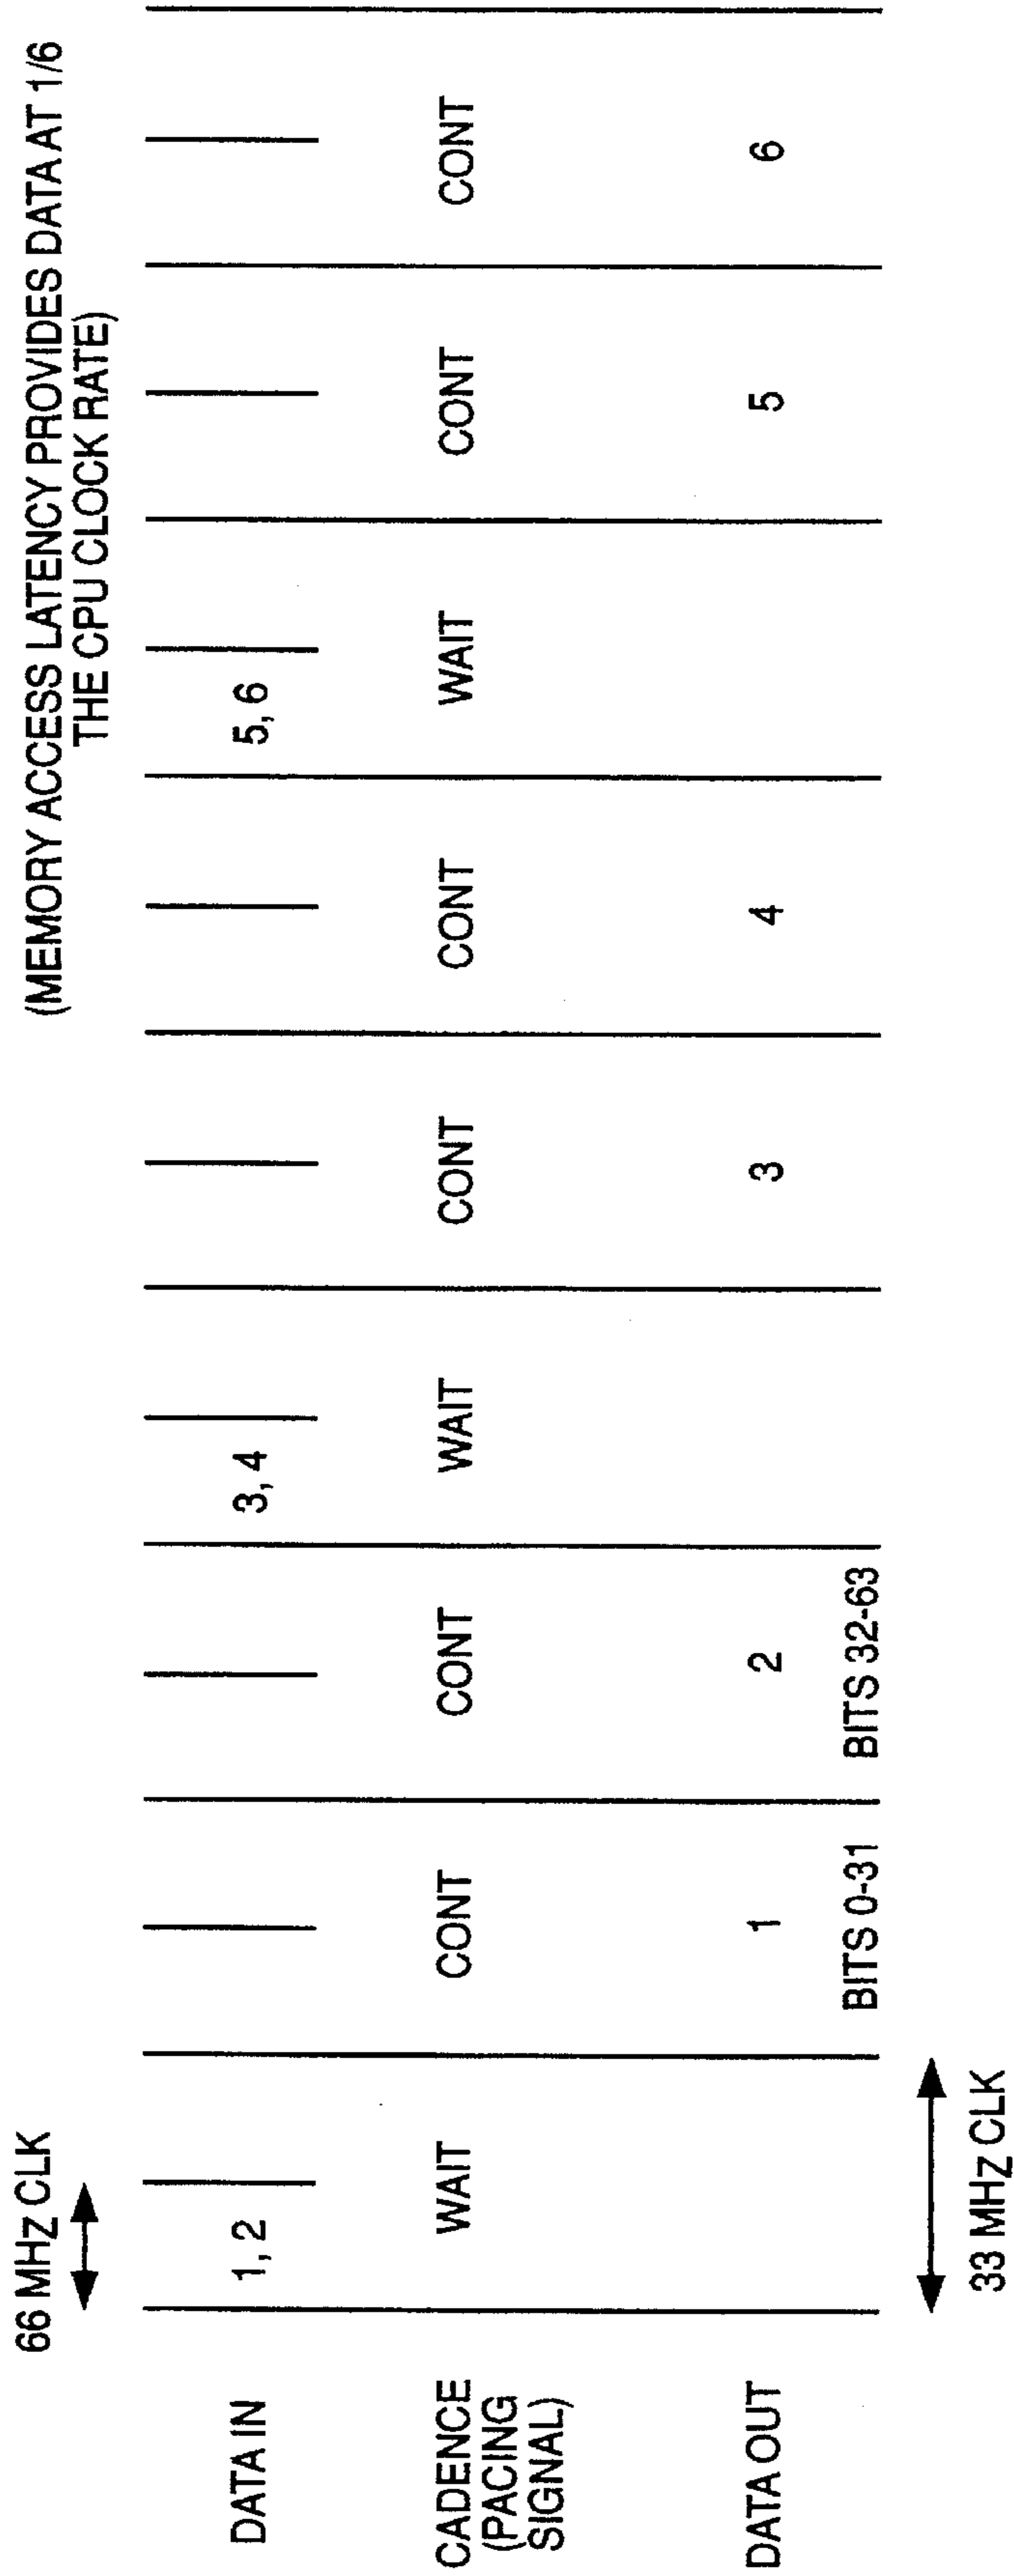 66 MHZ CLK
(MEMORY ACCESS LATENCY PROVIDES DATA AT 1/6
THE CPU CLOCK RATE)
DATA IN
1, 2
3, 4
5, 6
CADENCE
(PACING
SIGNAL)
WAIT
CONT
CONT
WAIT
CONT
CONT
WAIT
CONT
CONT
DATA OUT
1
2
3
4
5
6
BITS 0-31
BITS 32-63
33 MHZ CLK